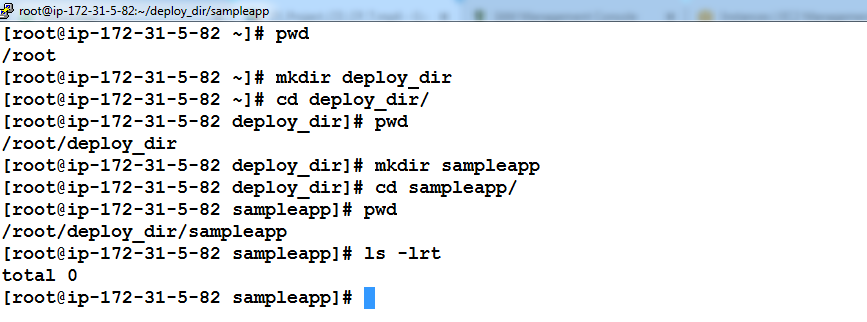 root@ip-172-31-5-82:~/deploy_dir/sampleapp
[root@ip-172-31-5-82 ~]# pwd
/root
[root@ip-172-31-5-82 ~]# mkdir deploy_dir
[root@ip-172-31-5-82 ~]# cd deploy_dir/
[root@ip-172-31-5-82 deploy_dir]# pwd
/root/deploy_dir
[root@ip-172-31-5-82 deploy_dir]# mkdir sampleapp
[root@ip-172-31-5-82 deploy_dir]# cd sampleapp/
[root@ip-172-31-5-82 sampleapp]# pwd
/root/deploy_dir/sampleapp
[root@ip-172-31-5-82 sampleapp]# ls -lrt
total 0
[root@ip-172-31-5-82 sampleapp]#